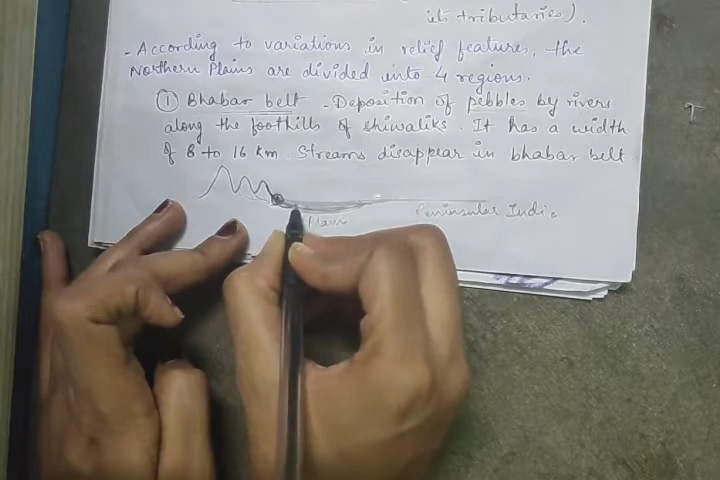 its tributaries).
- According to variations in relief features, the
Northern Plains are divided into 4 regions.
① Bhabar belt - Deposition of pebbles by rivers
along the foothills of shiwaliks. It has a width
of 8 to 16 km. Streams disappear in bhabar belt
Plain Peninsular India